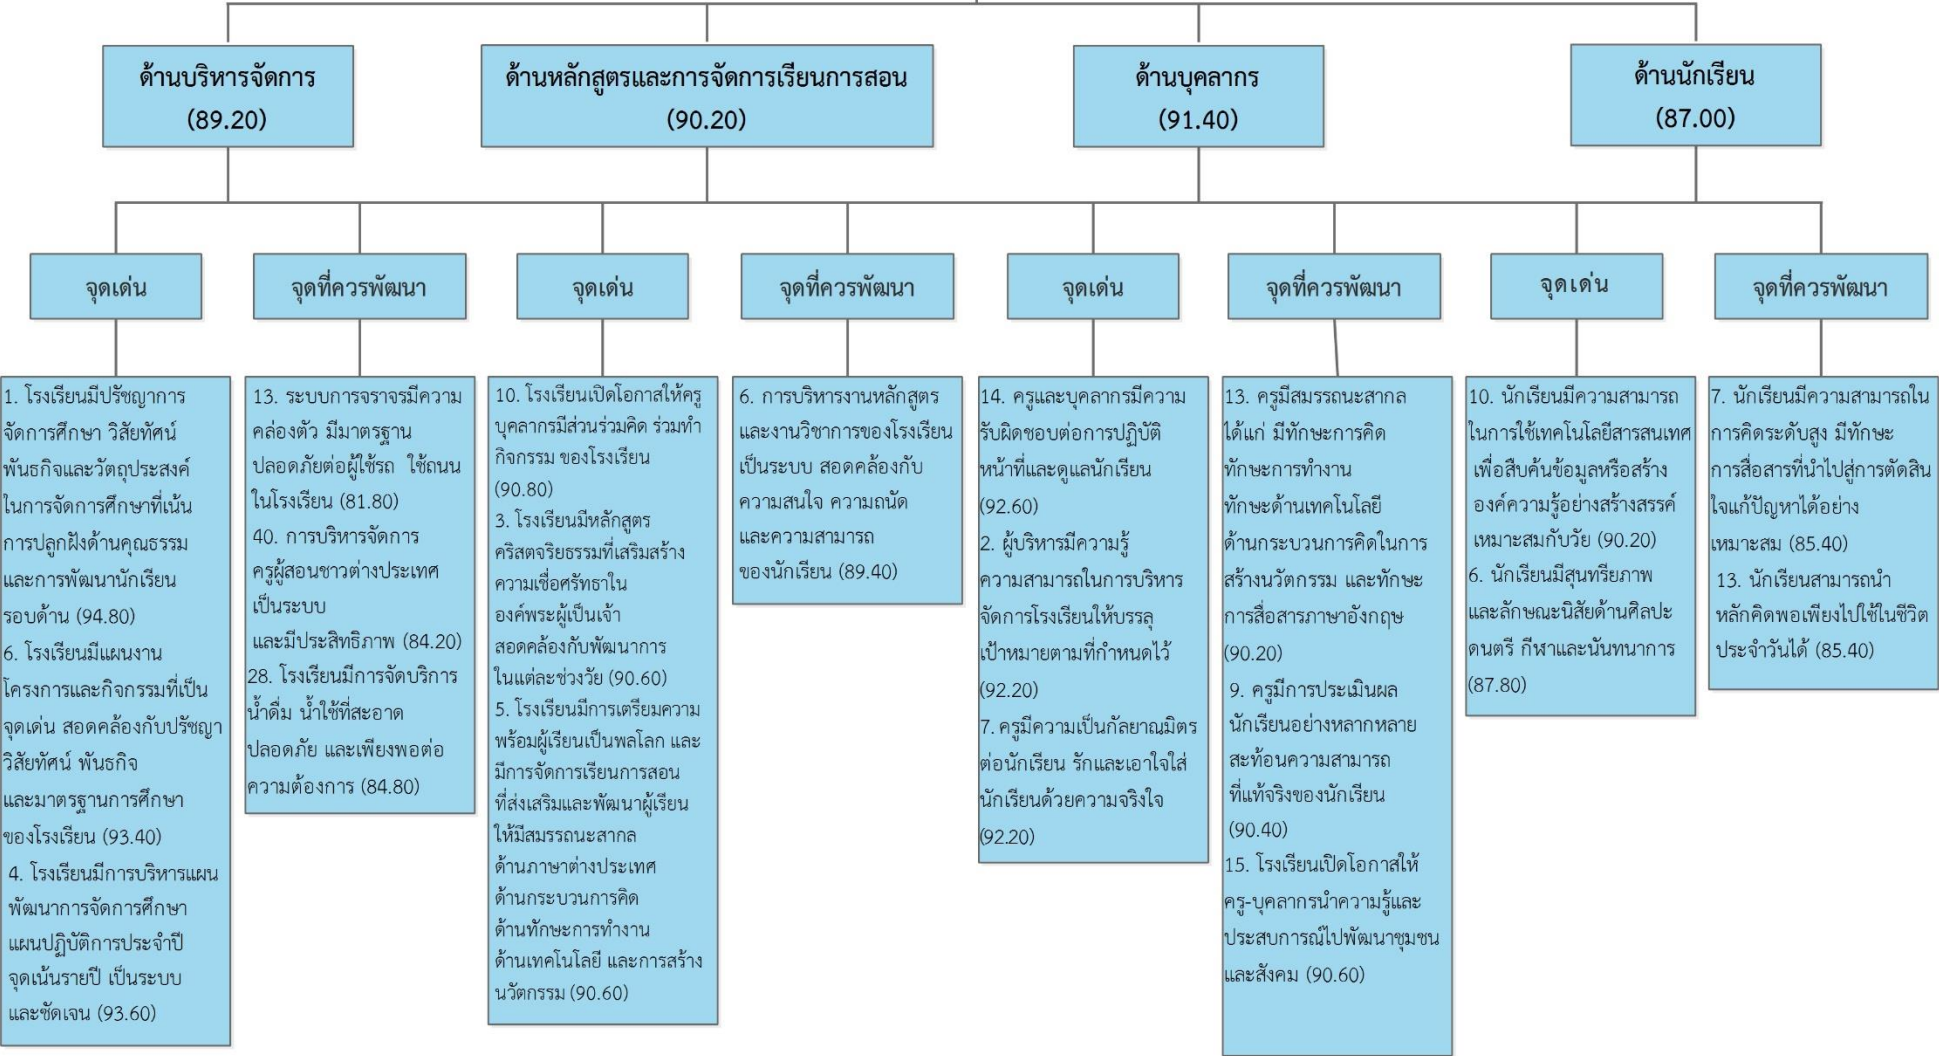 ด้านบริหารจัดการ
(89.20)
ด้านหลักสูตรและการจัดการเรียนการสอน
(90.20)
ด้านบุคลากร
(91.40)
ด้านนักเรียน
(87.00)
จุดเด่น
จุดที่ควรพัฒนา
จุดเด่น
จุดที่ควรพัฒนา
จุดเด่น
จุดที่ควรพัฒนา
จุดเด่น
จุดที่ควรพัฒนา
1. โรงเรียนมีปรัชญาการ
จัดการศึกษา วิสัยทัศน์
พันธกิจและวัตถุประสงค์
ในการจัดการศึกษาที่เน้น
การปลูกฝังด้านคุณธรรม
และการพัฒนานักเรียน
รอบด้าน (94.80)
6. โรงเรียนมีแผนงาน
โครงการและกิจกรรมที่เป็น
จุดเด่น สอดคล้องกับปรัชญา
วิสัยทัศน์ พันธกิจ
และมาตรฐานการศึกษา
ของโรงเรียน (93.40)
4. โรงเรียนมีการบริหารแผน
พัฒนาการจัดการศึกษา
แผนปฏิบัติการประจำปี
จุดเน้นรายปี เป็นระบบ
และชัดเจน (93.60)
13. ระบบการจราจรมีความ
คล่องตัว มีมาตรฐาน
ปลอดภัยต่อผู้ใช้รถ ใช้ถนน
ในโรงเรียน (81.80)
40. การบริหารจัดการ
ครูผู้สอนชาวต่างประเทศ
เป็นระบบ
และมีประสิทธิภาพ (84.20)
28. โรงเรียนมีการจัดบริการ
น้ำดื่ม น้ำใช้ที่สะอาด
ปลอดภัย และเพียงพอต่อ
ความต้องการ (84.80)
10. โรงเรียนเปิดโอกาสให้ครู
บุคลากรมีส่วนร่วมคิด ร่วมทำ
กิจกรรม ของโรงเรียน
(90.80)
3. โรงเรียนมีหลักสูตร
คริสตจริยธรรมที่เสริมสร้าง
ความเชื่อศรัทธาใน
องค์พระผู้เป็นเจ้า
สอดคล้องกับพัฒนาการ
ในแต่ละช่วงวัย (90.60)
5. โรงเรียนมีการเตรียมความ
พร้อมผู้เรียนเป็นพลโลก และ
มีการจัดการเรียนการสอน
ที่ส่งเสริมและพัฒนาผู้เรียน
ให้มีสมรรถนะสากล
ด้านภาษาต่างประเทศ
ด้านกระบวนการคิด
ด้านทักษะการทำงาน
ด้านเทคโนโลยี และการสร้าง
นวัตกรรม (90.60)
6. การบริหารงานหลักสูตร
และงานวิชาการของโรงเรียน
เป็นระบบ สอดคล้องกับ
ความสนใจ ความถนัด
และความสามารถ
ของนักเรียน (89.40)
14. ครูและบุคลากรมีความ
รับผิดชอบต่อการปฏิบัติ
หน้าที่และดูแลนักเรียน
(92.60)
2. ผู้บริหารมีความรู้
ความสามารถในการบริหาร
จัดการโรงเรียนให้บรรลุ
เป้าหมายตามที่กำหนดไว้
(92.20)
7. ครูมีความเป็นกัลยาณมิตร
ต่อนักเรียน รักและเอาใจใส่
นักเรียนด้วยความจริงใจ
(92.20)
13. ครูมีสมรรถนะสากล
ได้แก่ มีทักษะการคิด
ทักษะการทำงาน
ทักษะด้านเทคโนโลยี
ด้านกระบวนการคิดในการ
สร้างนวัตกรรม และทักษะ
การสื่อสารภาษาอังกฤษ
(90.20)
9. ครูมีการประเมินผล
นักเรียนอย่างหลากหลาย
สะท้อนความสามารถ
ที่แท้จริงของนักเรียน
(90.40)
15. โรงเรียนเปิดโอกาสให้
ครู-บุคลากรนำความรู้และ
ประสบการณ์ไปพัฒนาชุมชน
และสังคม (90.60)
10. นักเรียนมีความสามารถ
ในการใช้เทคโนโลยีสารสนเทศ
เพื่อสืบค้นข้อมูลหรือสร้าง
องค์ความรู้อย่างสร้างสรรค์
เหมาะสมกับวัย (90.20)
6. นักเรียนมีสุนทรียภาพ
และลักษณะนิสัยด้านศิลปะ
ดนตรี กีฬาและนันทนาการ
(87.80)
7. นักเรียนมีความสามารถใน
การคิดระดับสูง มีทักษะ
การสื่อสารที่นำไปสู่การตัดสิน
ใจแก้ปัญหาได้อย่าง
เหมาะสม (85.40)
13. นักเรียนสามารถนำ
หลักคิดพอเพียงไปใช้ในชีวิต
ประจำวันได้ (85.40)